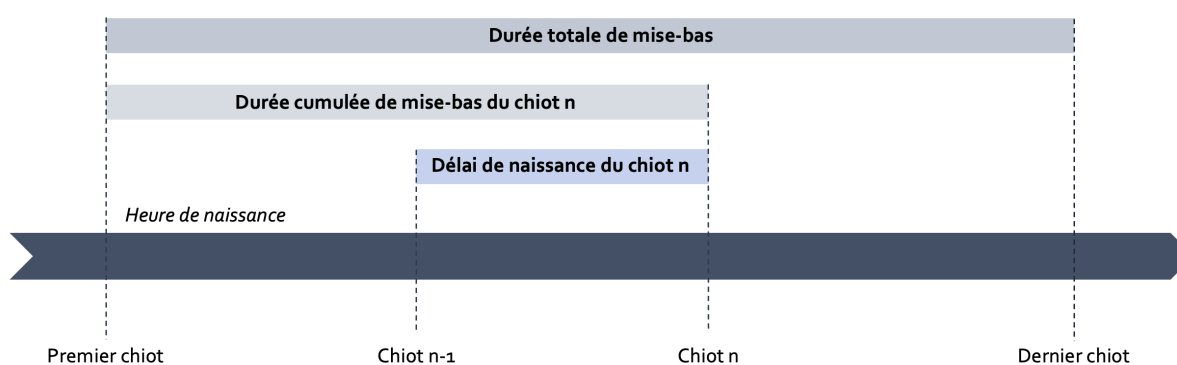 Durée totale de mise-bas
Durée cumulée de mise-bas du chiot n
Délai de naissance du chiot n
Heure de naissance
Premier chiot
Chiot n-1
Chiot n
Dernier chiot